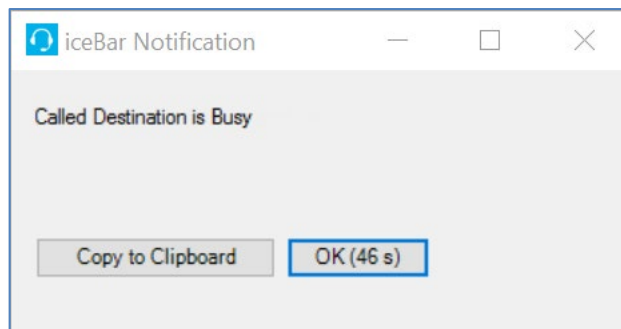 iceBar Notification
Called Destination is Busy
Copy to Clipboard OK (46 s)